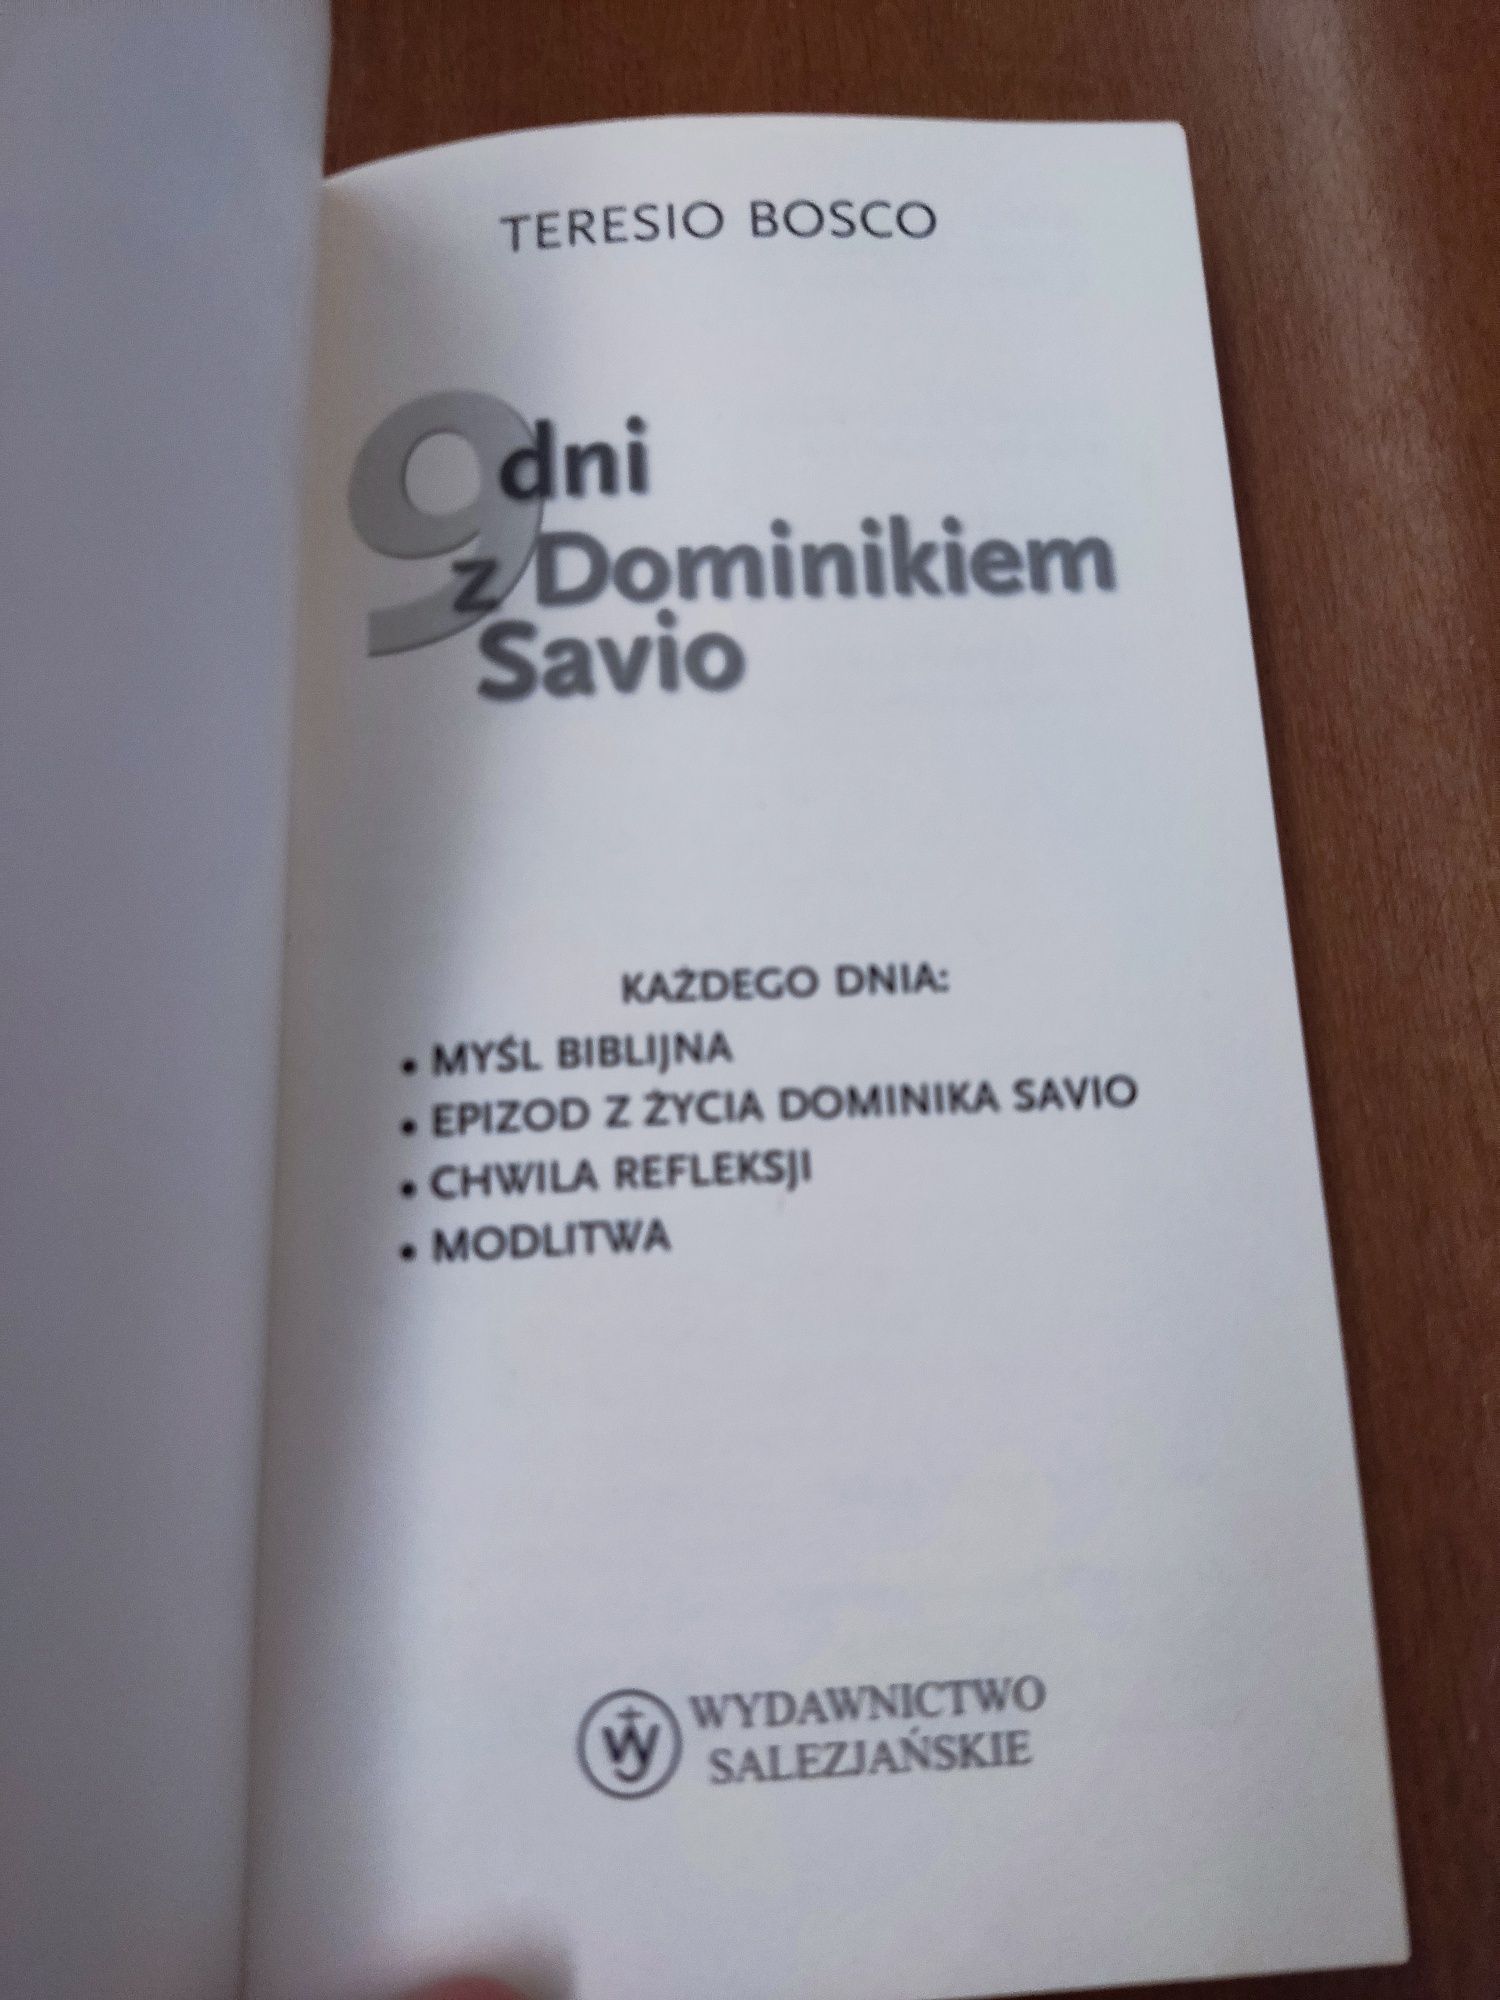 TERESIO BOSCO
9 dni
z Dominikiem
Savio
KAŻDEGO DNIA:
• MYŚL BIBLIJNA
• EPIZOD Z ŻYCIA DOMINIKA SAVIO
• CHWILA REFLEKSJI
• MODLITWA
WYDAWNICTWO
SALEZJAŃSKIE